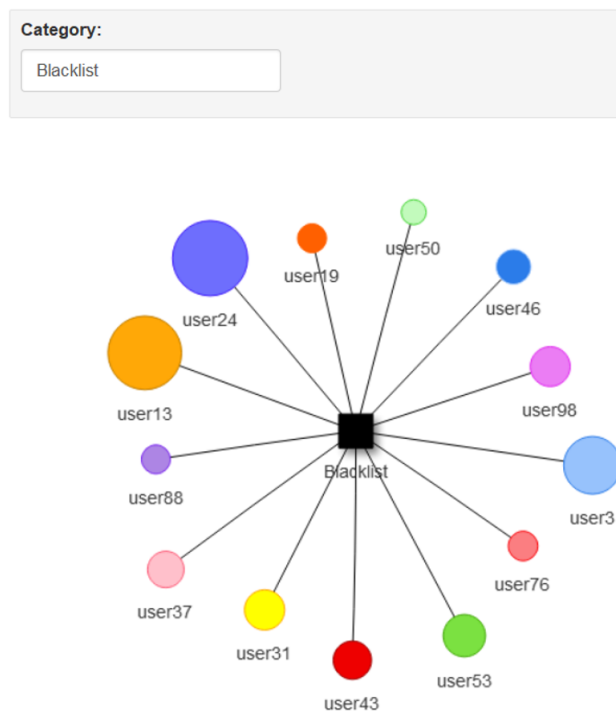 Category:
Blacklist
user50
user19
user46
user24
user98
user13
Blacklist
user88
user3
user76
user37
user31
user53
user43